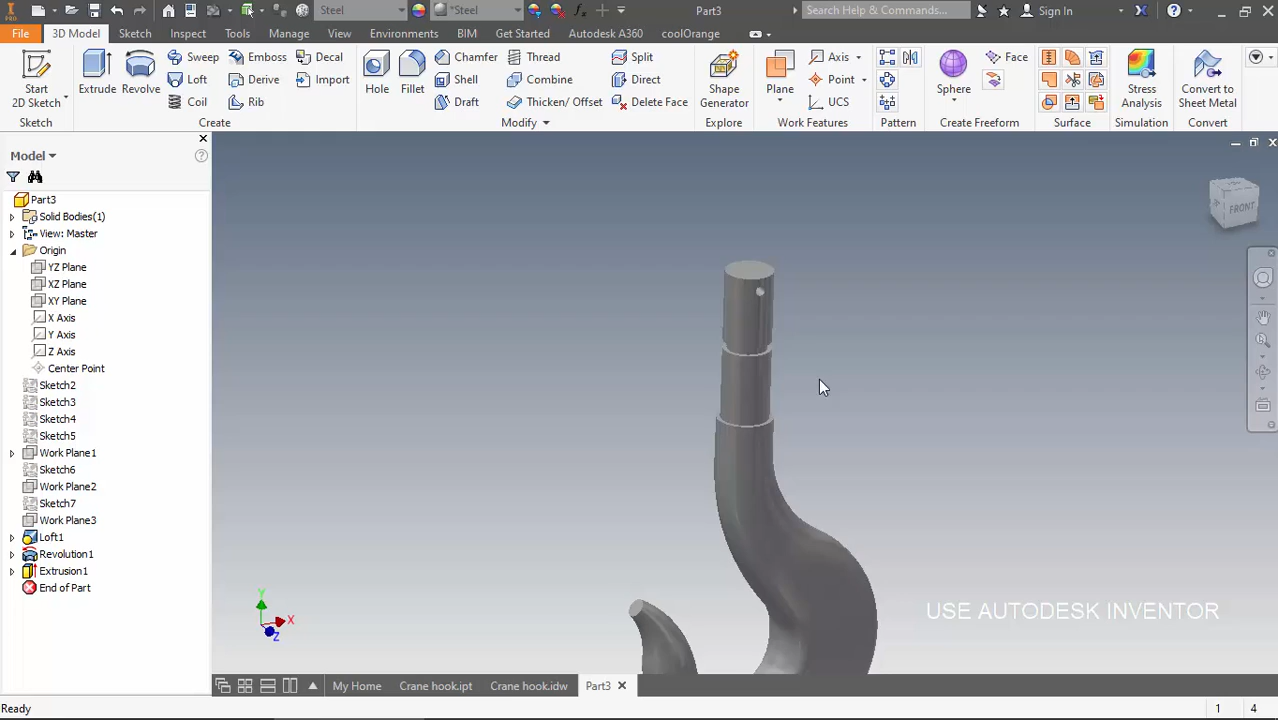 PRO
Steel
*Steel
Part3
Search Help & Commands...
Sign In
File
3D Model
Sketch
Inspect
Tools
Manage
View
Environments
BIM
Get Started
Autodesk A360
coolOrange
Start
2D Sketch
Sketch
Extrude
Revolve
Sweep
Loft
Coil
Emboss
Derive
Rib
Decal
Import
Create
Hole
Fillet
Chamfer
Shell
Draft
Thread
Combine
Thicken/ Offset
Split
Direct
Delete Face
Modify
Shape
Generator
Explore
Plane
Axis
Point
UCS
Work Features
Pattern
Sphere
Face
Create Freeform
Surface
Stress
Analysis
Simulation
Convert to
Sheet Metal
Convert
Model
Part3
Solid Bodies(1)
View: Master
Origin
YZ Plane
XZ Plane
XY Plane
X Axis
Y Axis
Z Axis
Center Point
Sketch2
Sketch3
Sketch4
Sketch5
Work Plane1
Sketch6
Work Plane2
Sketch7
Work Plane3
Loft1
Revolution1
Extrusion1
End of Part
FRONT
Y
X
Z
USE AUTODESK INVENTOR
My Home
Crane hook.ipt
Crane hook.idw
Part3
Ready
1
4